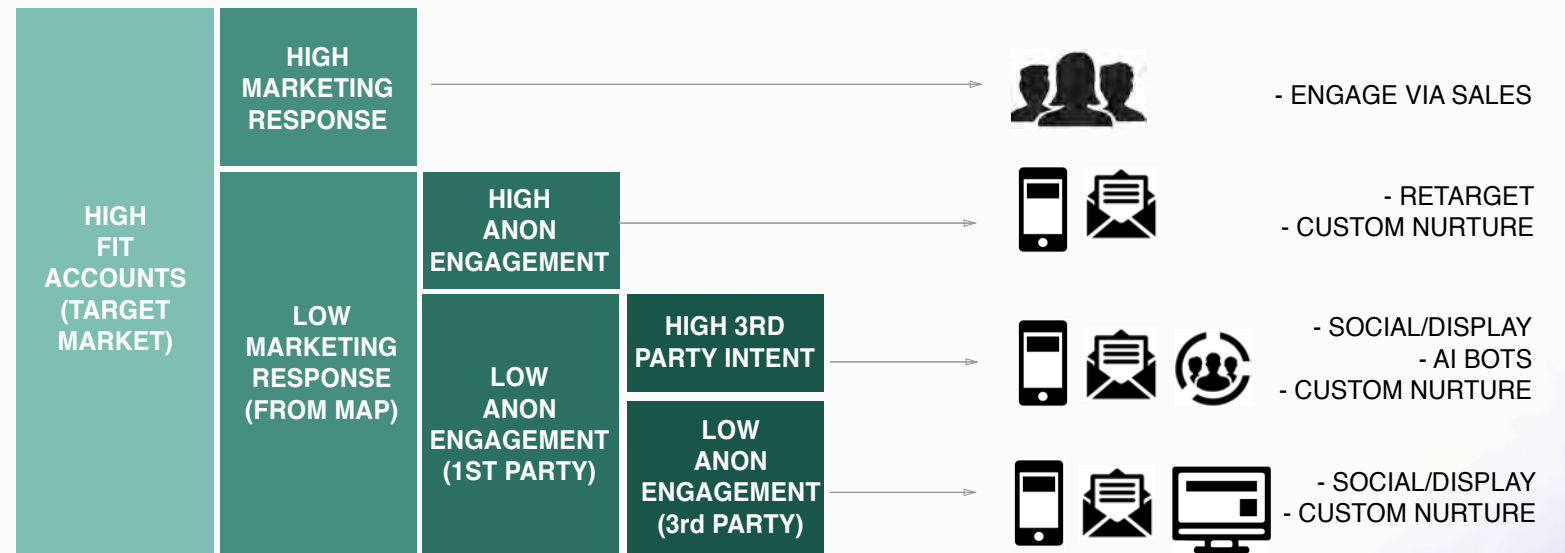 HIGH
FIT
ACCOUNTS
(TARGET
MARKET)
HIGH
MARKETING
RESPONSE
LOW
MARKETING
RESPONSE
(FROM MAP)
HIGH
ANON
ENGAGEMENT
LOW
ANON
ENGAGEMENT
(1ST PARTY)
HIGH 3RD
PARTY INTENT
LOW
ANON
ENGAGEMENT
(3rd PARTY)
- ENGAGE VIA SALES
- RETARGET
- CUSTOM NURTURE
- SOCIAL/DISPLAY
- AI BOTS
- CUSTOM NURTURE
- SOCIAL/DISPLAY
- CUSTOM NURTURE